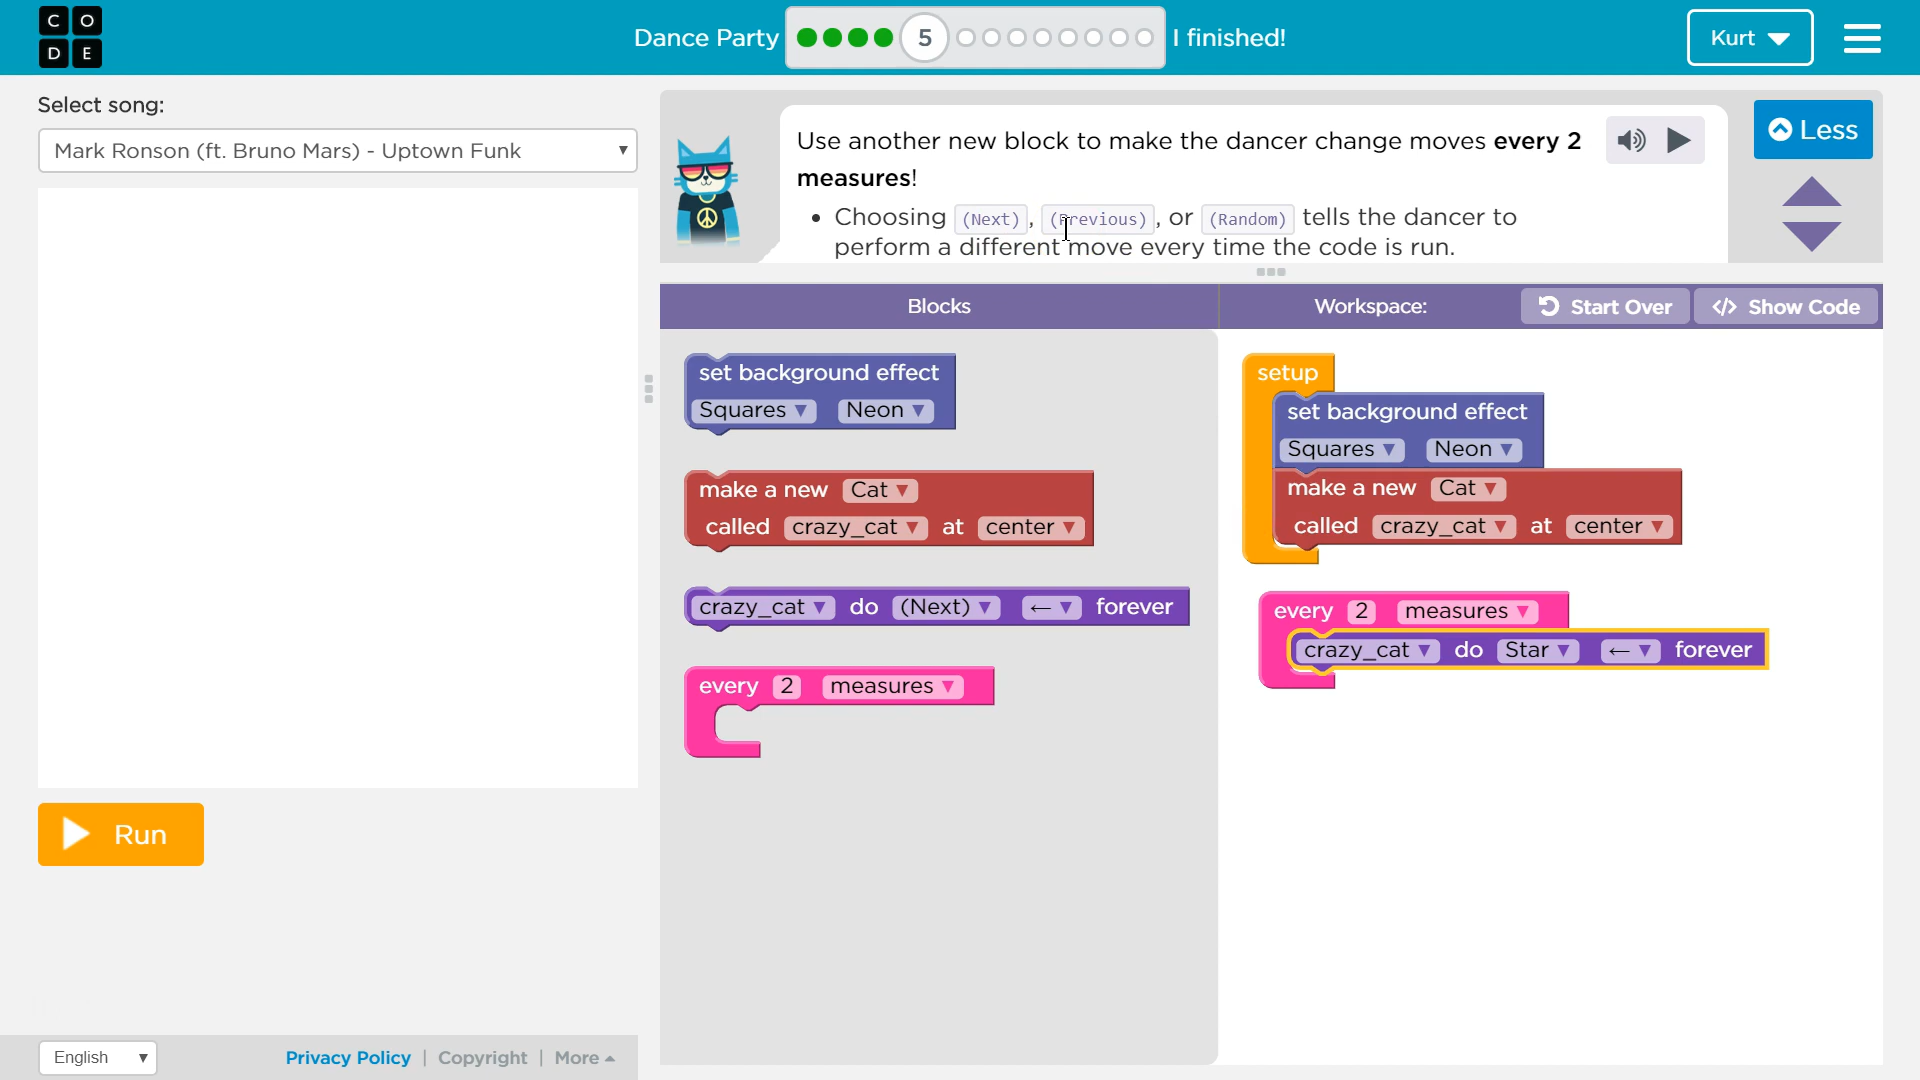 C O
D E
Dance Party
5
I finished!
Kurt
Select song:
Mark Ronson (ft. Bruno Mars) - Uptown Funk
Use another new block to make the dancer change moves every 2
measures!
Choosing (Next), (Previous), or (Random) tells the dancer to
perform a different move every time the code is run.
Less
Blocks
Workspace:
Start Over
Show Code
set background effect
Squares Neon
make a new Cat
called crazy_cat at center
crazy_cat do (Next) ← forever
every 2 measures
setup
set background effect
Squares Neon
make a new Cat
called crazy_cat at center
every 2 measures
crazy_cat do Star ← forever
Run
English
Privacy Policy | Copyright | More